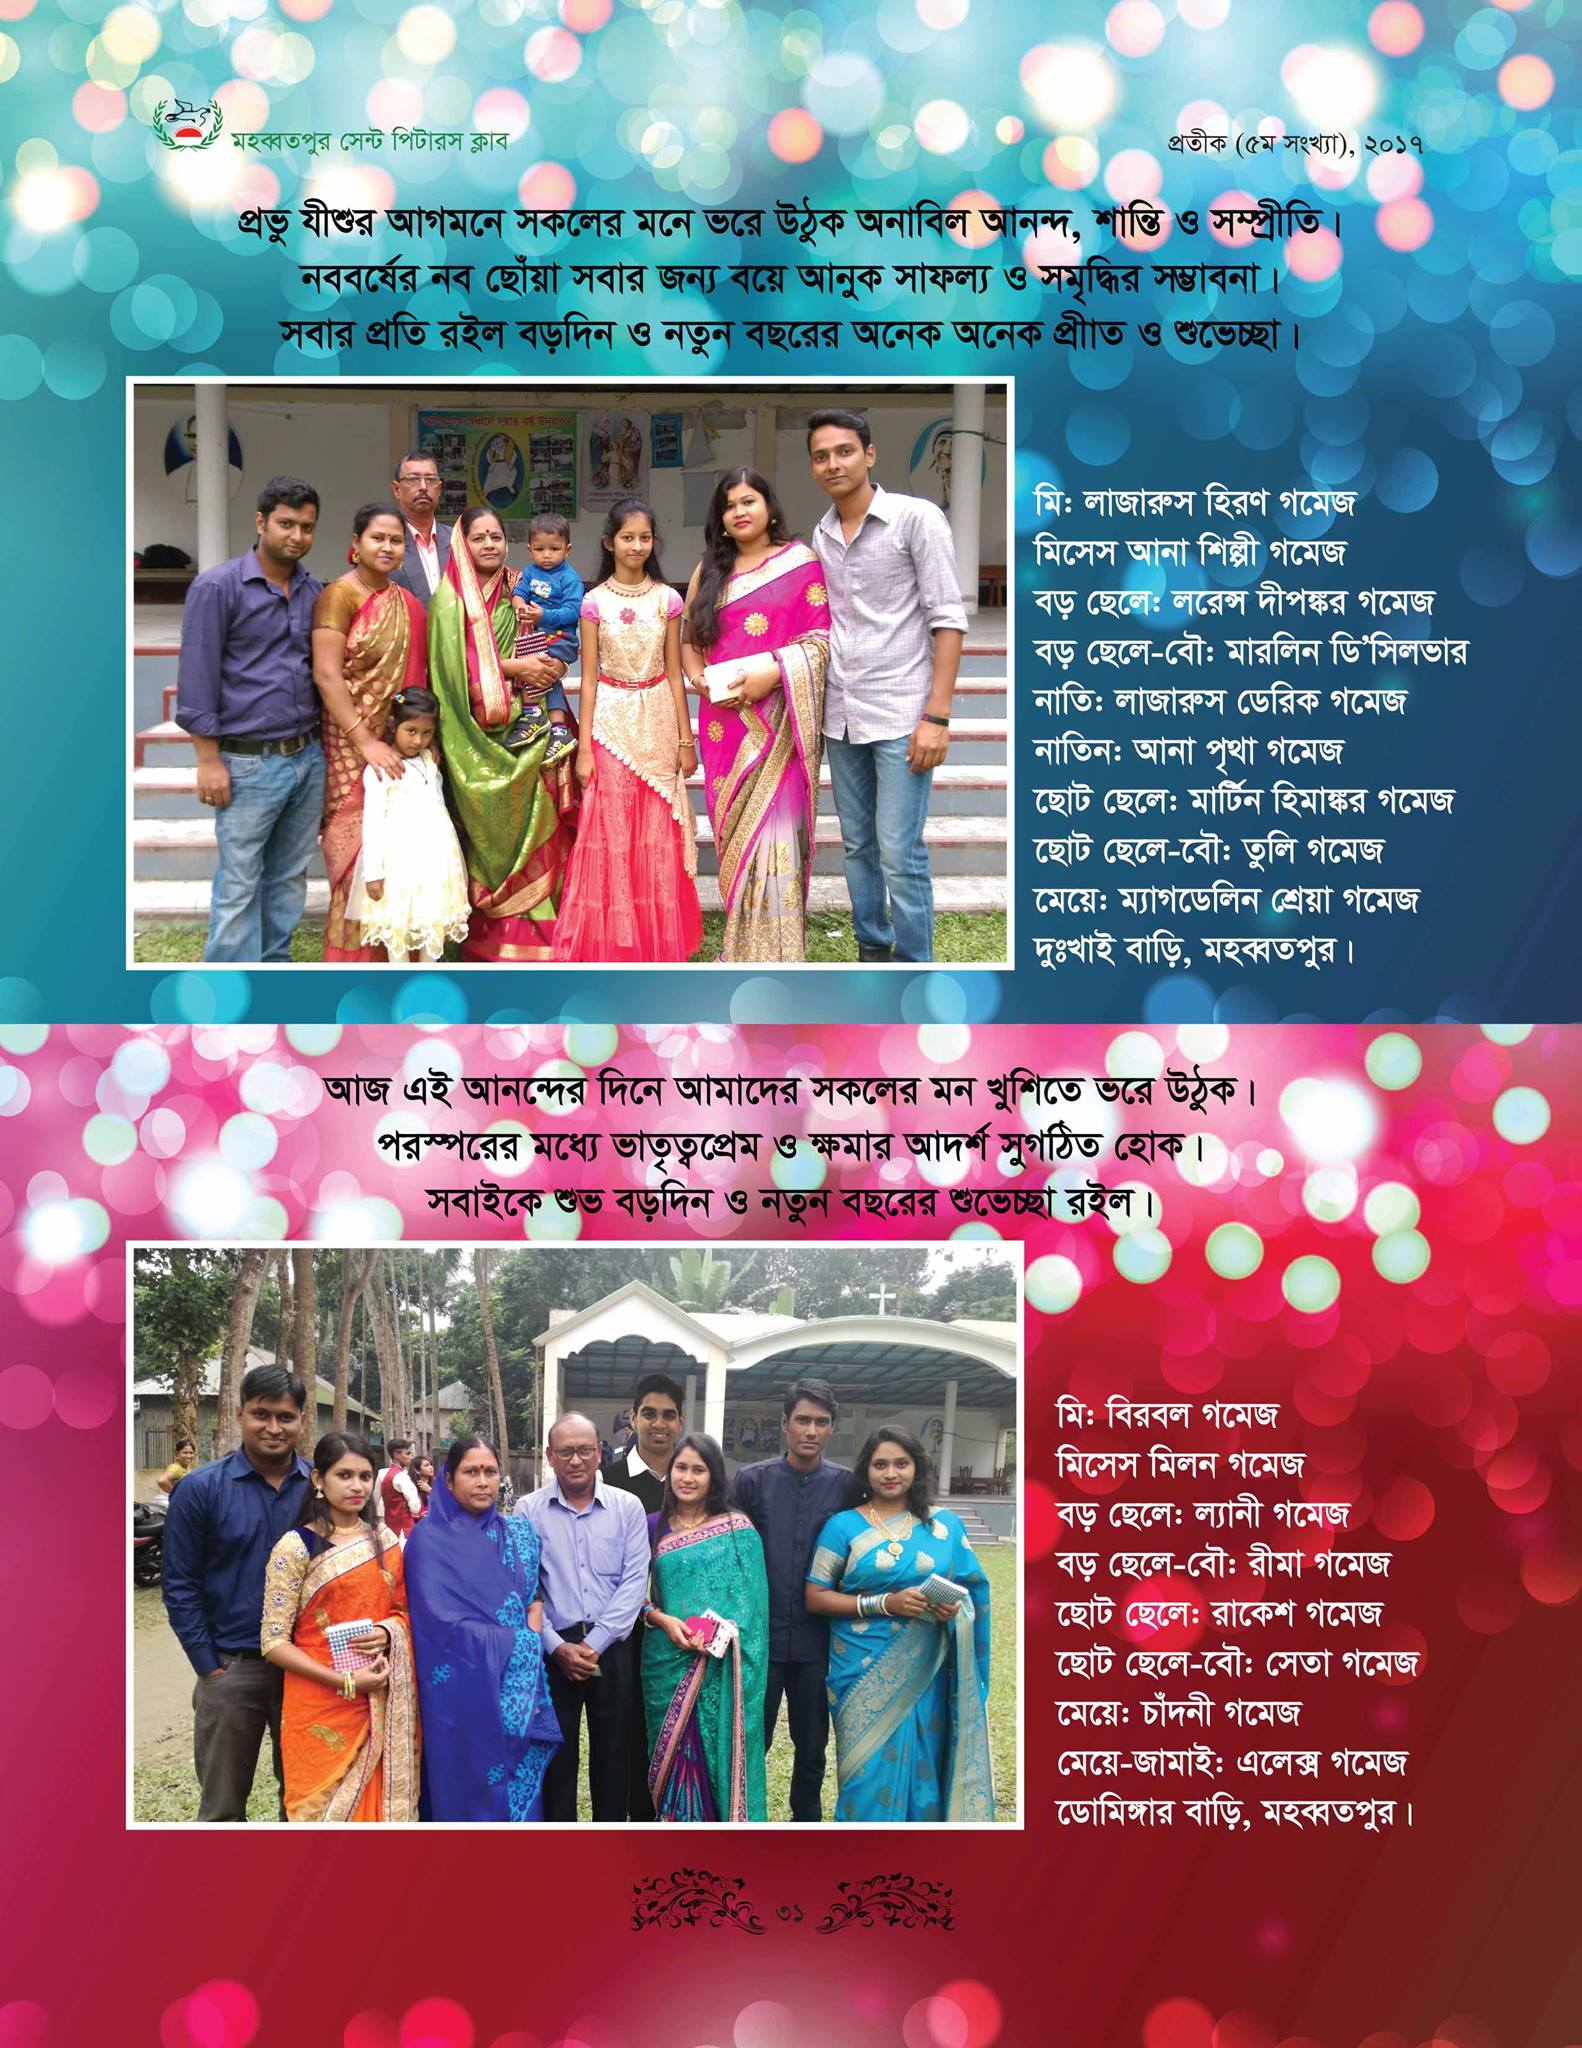 মহব্বতপুর সেন্ট পিটারস ক্লাব
প্রতীক (৫ম সংখ্যা), ২০১৭
প্রভু যীশুর আগমনে সকলের মনে ভরে উঠুক অনাবিল আনন্দ, শান্তি ও সম্প্রীতি।
নববর্ষের নব ছোঁয়া সবার জন্য বয়ে আনুক সাফল্য ও সমৃদ্ধির সম্ভাবনা।
সবার প্রতি রইল বড়দিন ও নতুন বছরের অনেক অনেক প্রীাত ও শুভেচ্ছা।
মি: লাজারুস হিরণ গমেজ
মিসেস আনা শিল্পী গমেজ
বড় ছেলে: লরেন্স দীপঙ্কর গমেজ
বড় ছেলে-বৌ: মারলিন ডি’সিলভার
নাতি: লাজারুস ডেরিক গমেজ
নাতিন: আনা পৃথা গমেজ
ছোট ছেলে: মার্টিন হিমাঙ্কর গমেজ
ছোট ছেলে-বৌ: তুলি গমেজ
মেয়ে: ম্যাগডেলিন শ্রেয়া গমেজ
দুঃখাই বাড়ি, মহব্বতপুর।
আজ এই আনন্দের দিনে আমাদের সকলের মন খুশিতে ভরে উঠুক।
পরস্পরের মধ্যে ভাতৃত্বপ্রেম ও ক্ষমার আদর্শ সুগঠিত হোক।
সবাইকে শুভ বড়দিন ও নতুন বছরের শুভেচ্ছা রইল।
মি: বিরবল গমেজ
মিসেস মিলন গমেজ
বড় ছেলে: ল্যানী গমেজ
বড় ছেলে-বৌ: রীমা গমেজ
ছোট ছেলে: রাকেশ গমেজ
ছোট ছেলে-বৌ: সেতা গমেজ
মেয়ে: চাঁদনী গমেজ
মেয়ে-জামাই: এলেক্স গমেজ
ডোমিঙ্গার বাড়ি, মহব্বতপুর।
৩১